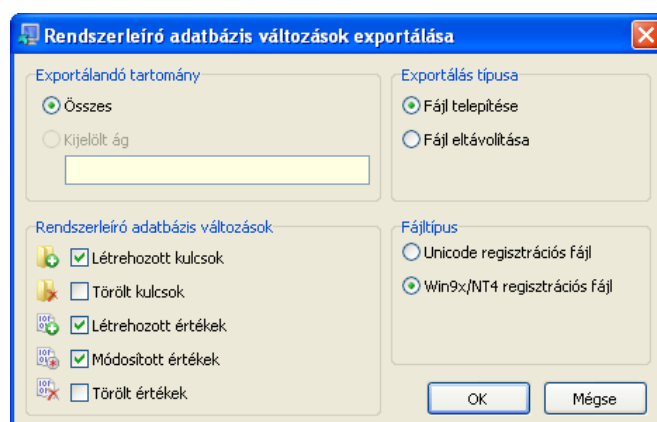 Rendszerleíró adatbázis változások exportálása
Exportálandó tartomány
Összes
Kijelölt ág
Exportálás típusa
Fájl telepítése
Fájl eltávolítása
Rendszerleíró adatbázis változások
Létrehozott kulcsok
Törölt kulcsok
Létrehozott értékek
Módosított értékek
Törölt értékek
Fájltípus
Unicode regisztrációs fájl
Win9x/NT4 regisztrációs fájl
OK
Mégse